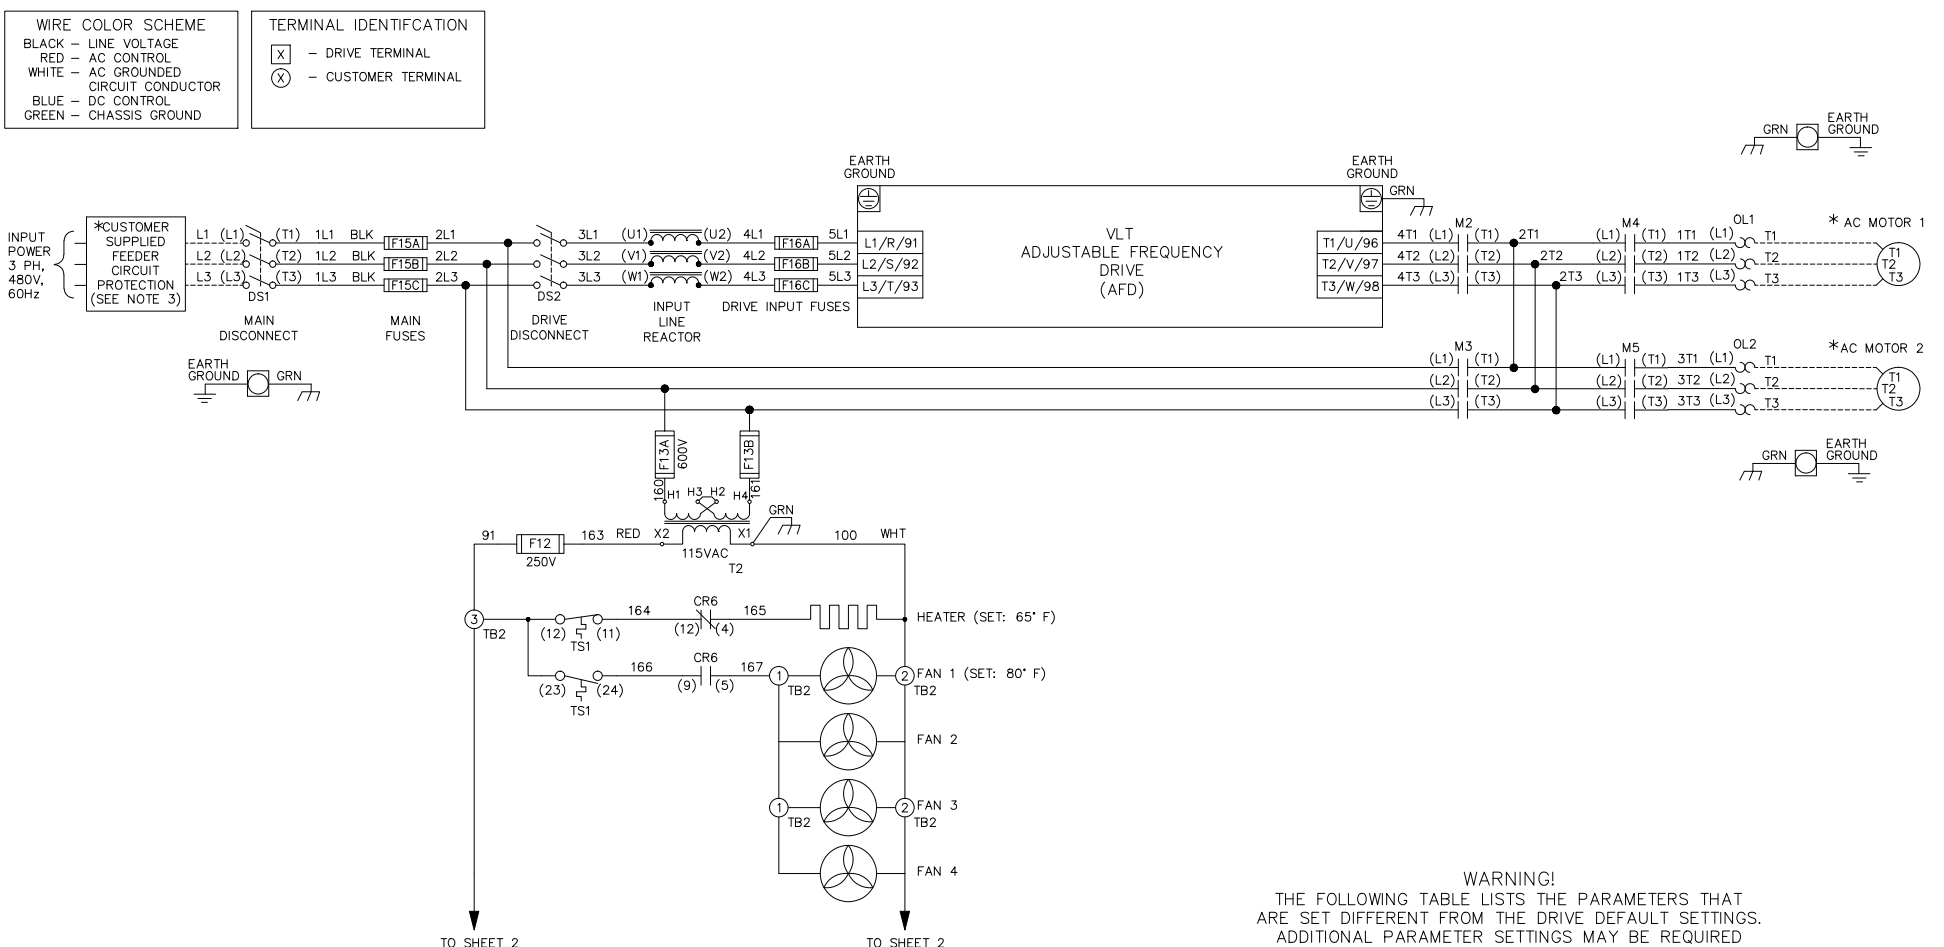 WIRE COLOR SCHEME
BLACK – LINE VOLTAGE
RED – AC CONTROL
WHITE – AC GROUNDED
CIRCUIT CONDUCTOR
BLUE – DC CONTROL
GREEN – CHASSIS GROUND
TERMINAL IDENTIFCATION
X – DRIVE TERMINAL
X – CUSTOMER TERMINAL
GRN
EARTH
GROUND
INPUT
POWER
3 PH,
480V,
60Hz
*CUSTOMER
SUPPLIED
FEEDER
CIRCUIT
PROTECTION
(SEE NOTE 3)
L1 (L1) (T1) 1L1 BLK F15A 2L1
L2 (L2) (T2) 1L2 BLK F15B 2L2
L3 (L3) (T3) 1L3 BLK F15C 2L3
DS1
MAIN
DISCONNECT
MAIN
FUSES
3L1 (U1) (U2) 4L1 F16A 5L1
3L2 (V1) (V2) 4L2 F16B 5L2
3L3 (W1) (W2) 4L3 F16C 5L3
DS2
DRIVE
DISCONNECT
INPUT
LINE
REACTOR
DRIVE INPUT FUSES
EARTH
GROUND
L1/R/91
L2/S/92
L3/T/93
VLT
ADJUSTABLE FREQUENCY
DRIVE
(AFD)
EARTH
GROUND
GRN
T1/U/96
T2/V/97
T3/W/98
M2
M4
OL1
* AC MOTOR 1
4T1 (L1) (T1) 2T1 (L1) (T1) 1T1 (L1) T1
4T2 (L2) (T2) 2T2 (L2) (T2) 1T2 (L2) T2
4T3 (L3) (T3) 2T3 (L3) (T3) 1T3 (L3) T3
T1
T2
T3
M3
M5
OL2
*AC MOTOR 2
(L1) (T1) (L1) (T1) 3T1 (L1) T1
(L2) (T2) (L2) (T2) 3T2 (L2) T2
(L3) (T3) (L3) (T3) 3T3 (L3) T3
T1
T2
T3
EARTH
GROUND
GRN
GRN
EARTH
GROUND
F13A
600V
F13B
160
161
H1 H3 H2 H4
GRN
91 F12 163 RED X2 X1 100 WHT
250V
115VAC
T2
3
TB2
(12) (11)
TS1
164
CR6
(12) (4)
165
HEATER (SET: 65° F)
(23) (24)
TS1
166
CR6
(9) (5)
167
1
TB2
2
TB2
FAN 1 (SET: 80° F)
FAN 2
1
TB2
2
TB2
FAN 3
FAN 4
TO SHEET 2
TO SHEET 2
WARNING!
THE FOLLOWING TABLE LISTS THE PARAMETERS THAT
ARE SET DIFFERENT FROM THE DRIVE DEFAULT SETTINGS.
ADDITIONAL PARAMETER SETTINGS MAY BE REQUIRED